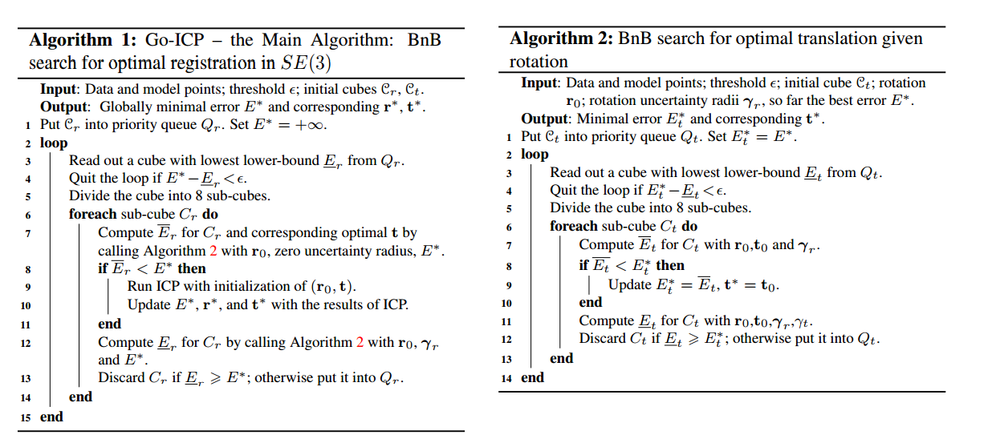 Algorithm 1: Go-ICP – the Main Algorithm: BnB
search for optimal registration in SE(3)
Input: Data and model points; threshold ϵ; initial cubes 𝒞r, 𝒞t.
Output: Globally minimal error E* and corresponding r*, t*.
1 Put 𝒞r into priority queue Qr. Set E* = +∞.
2 loop
3 Read out a cube with lowest lower-bound E̲r from Qr.
4 Quit the loop if E* − E̲r < ϵ.
5 Divide the cube into 8 sub-cubes.
6 foreach sub-cube Cr do
7 Compute E̅r for Cr and corresponding optimal t by
calling Algorithm 2 with r0, zero uncertainty radius, E*.
8 if E̅r < E* then
9 Run ICP with initialization of (r0, t).
10 Update E*, r*, and t* with the results of ICP.
11 end
12 Compute E̲r for Cr by calling Algorithm 2 with r0, γr
and E*.
13 Discard Cr if E̲r ⩾ E*; otherwise put it into Qr.
14 end
15 end
Algorithm 2: BnB search for optimal translation given
rotation
Input: Data and model points; threshold ϵ; initial cube 𝒞t; rotation
r0; rotation uncertainty radii γr, so far the best error E*.
Output: Minimal error Et* and corresponding t*.
1 Put 𝒞t into priority queue Qt. Set Et* = E*.
2 loop
3 Read out a cube with lowest lower-bound E̲t from Qt.
4 Quit the loop if Et* − E̲t < ϵ.
5 Divide the cube into 8 sub-cubes.
6 foreach sub-cube Ct do
7 Compute E̅t for Ct with r0,t0 and γr.
8 if E̅t < Et* then
9 Update Et* = E̅t, t* = t0.
10 end
11 Compute E̲t for Ct with r0,t0,γr,γt.
12 Discard Ct if E̲t ⩾ Et*; otherwise put it into Qt.
13 end
14 end